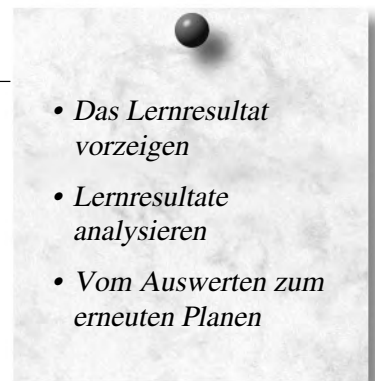 • Das Lernresultat
vorzeigen
• Lernresultate
analysieren
• Vom Auswerten zum
erneuten Planen